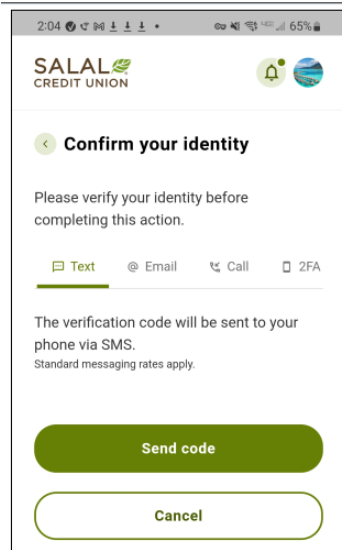 2:04 65%
SALAL
CREDIT UNION
Confirm your identity
Please verify your identity before
completing this action.
Text @ Email Call 2FA
The verification code will be sent to your
phone via SMS.
Standard messaging rates apply.
Send code
Cancel